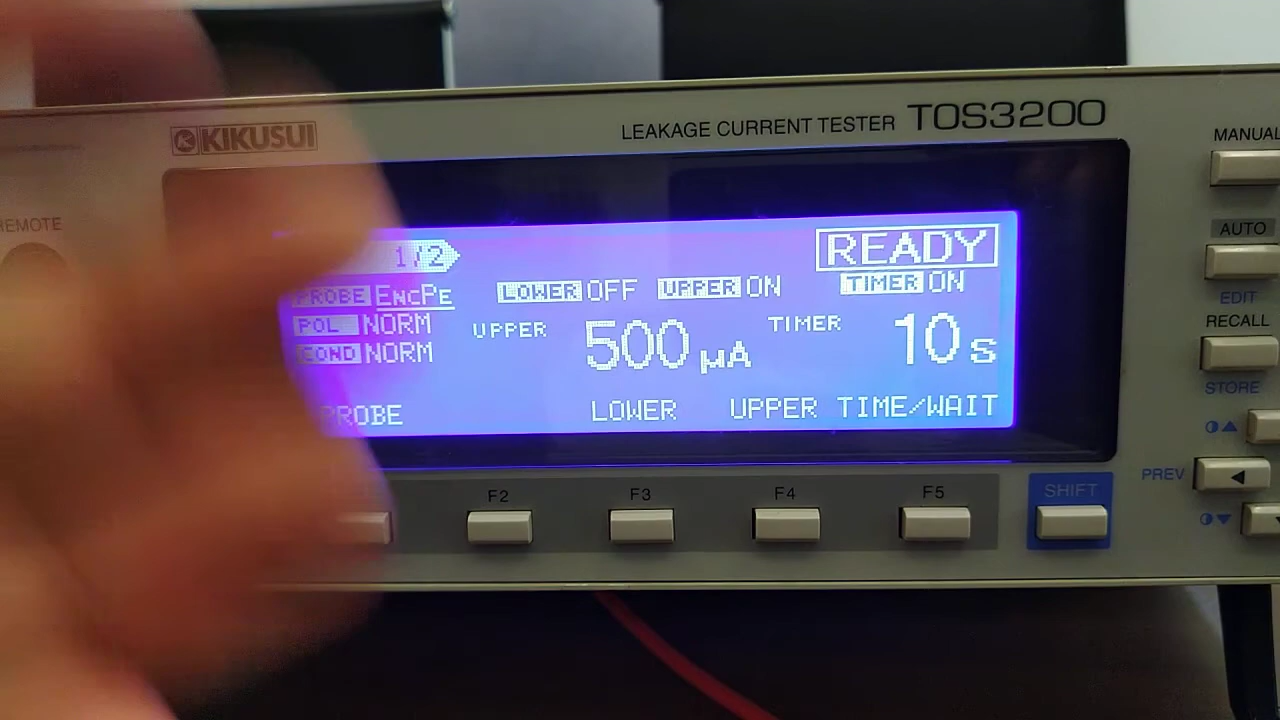 KIKUSUI
LEAKAGE CURRENT TESTER TOS3200
MANUAL
REMOTE
1/2
READY
AUTO
PROBE EncPe
LOWER OFF UPPER ON
TIMER ON
EDIT
POL NORM
UPPER 500 μA
TIMER 10 s
RECALL
COND NORM
STORE
PROBE LOWER UPPER TIME/WAIT
PREV
F2 F3 F4 F5
SHIFT